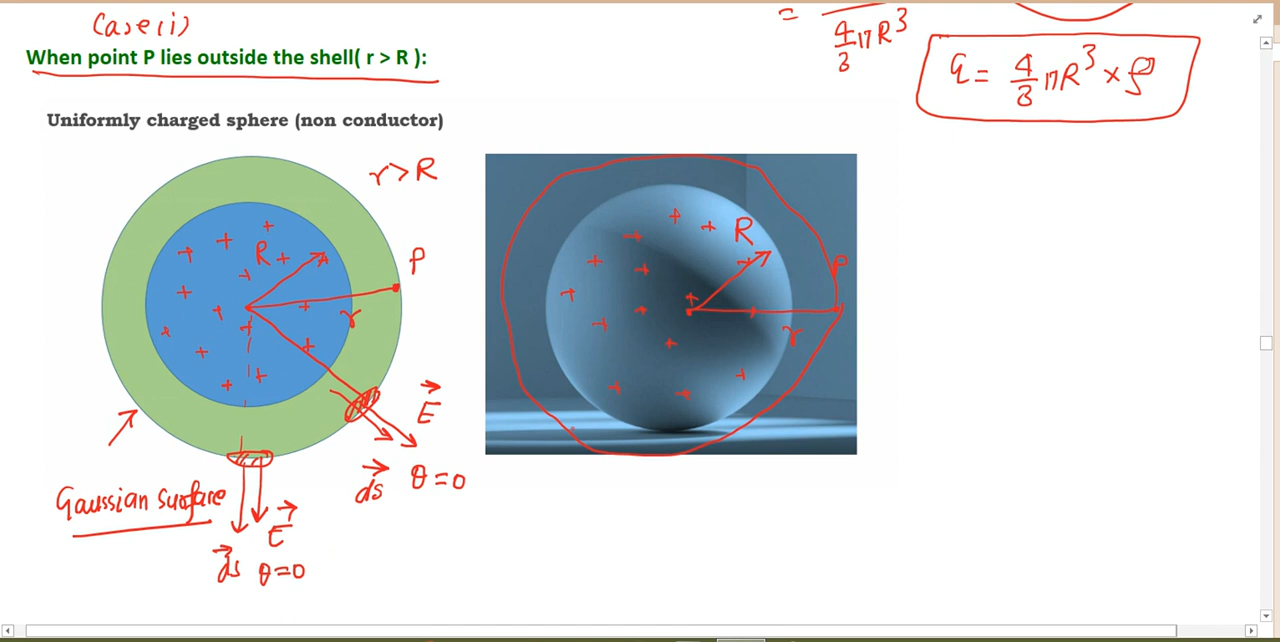 Case(i)
When point P lies outside the shell( r > R ):
= 4/3 πR³
q = 4/3 πR³ × ρ
Uniformly charged sphere (non conductor)
r>R
R
P
r
E
ds θ=0
Gaussian surface
E
ds θ=0
R
P
r